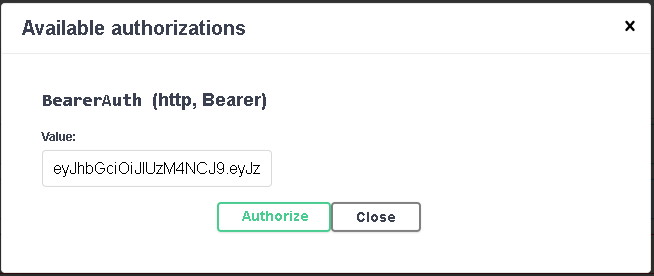 Available authorizations
x
BearerAuth (http, Bearer)
Value:
eyJhbGciOiJIUzM4NCJ9.eyJz
Authorize
Close